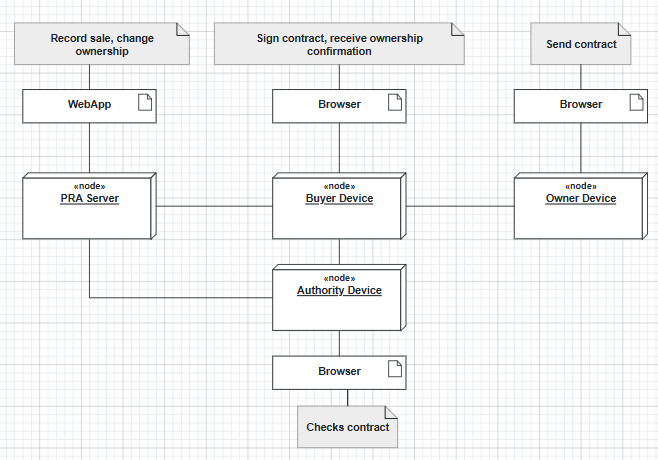 Record sale, change
ownership
Sign contract, receive ownership
confirmation
Send contract
WebApp
Browser
Browser
«node»
PRA Server
«node»
Buyer Device
«node»
Owner Device
«node»
Authority Device
Browser
Checks contract